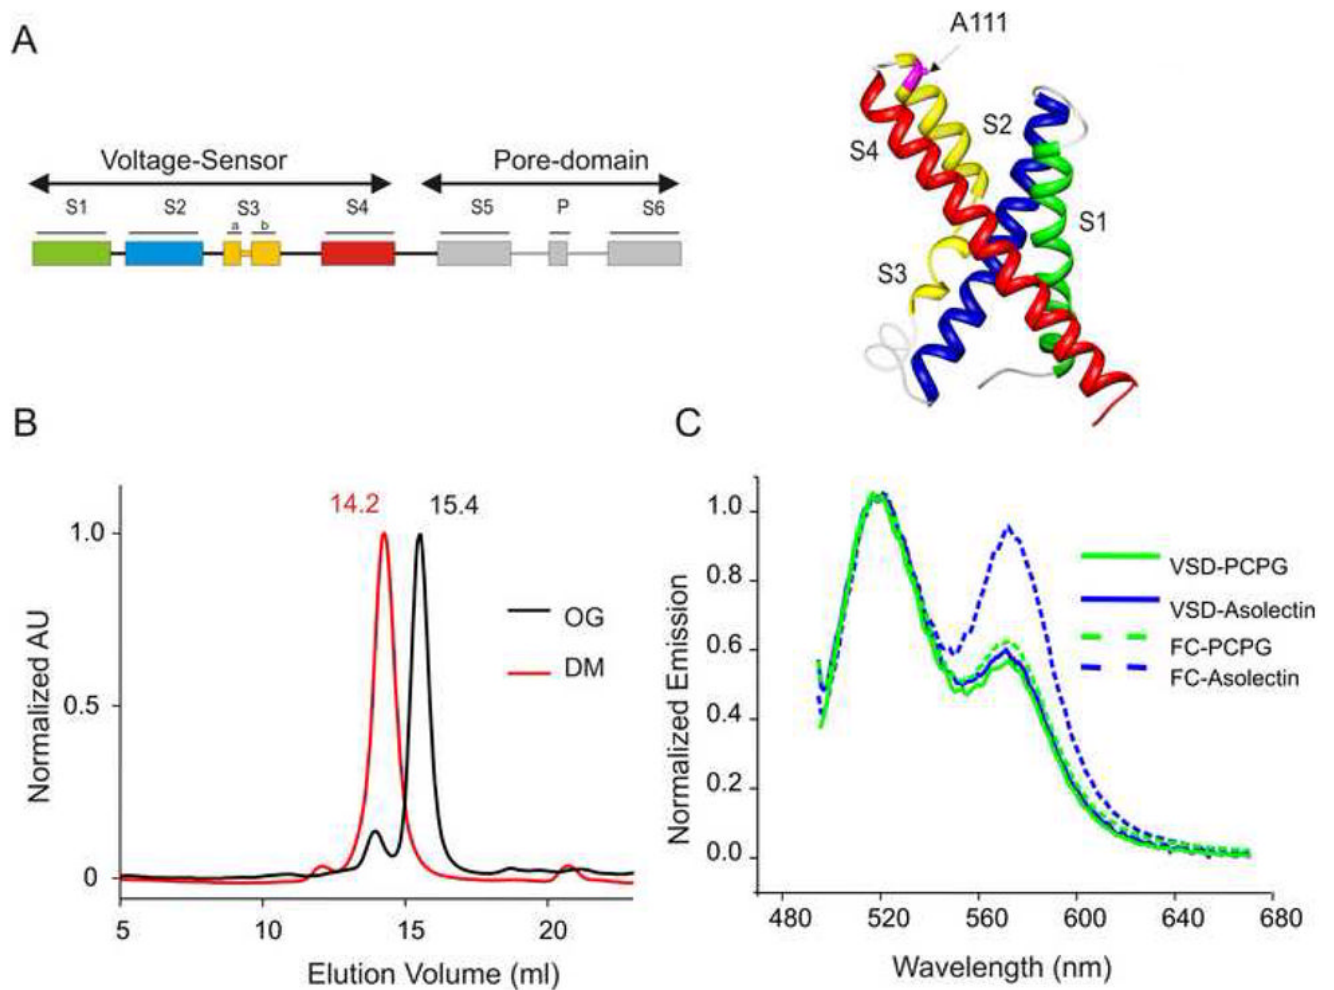 A
Voltage-Sensor
Pore-domain
S1
S2
S3
a
b
S4
S5
P
S6
A111
S2
S4
S1
S3
B
14.2
15.4
1.0
0.5
0
OG
DM
Normalized AU
5
10
15
20
Elution Volume (ml)
C
1.0
0.8
0.6
0.4
0.2
0.0
VSD-PCPG
VSD-Asolectin
FC-PCPG
FC-Asolectin
Normalized Emission
480
520
560
600
640
680
Wavelength (nm)